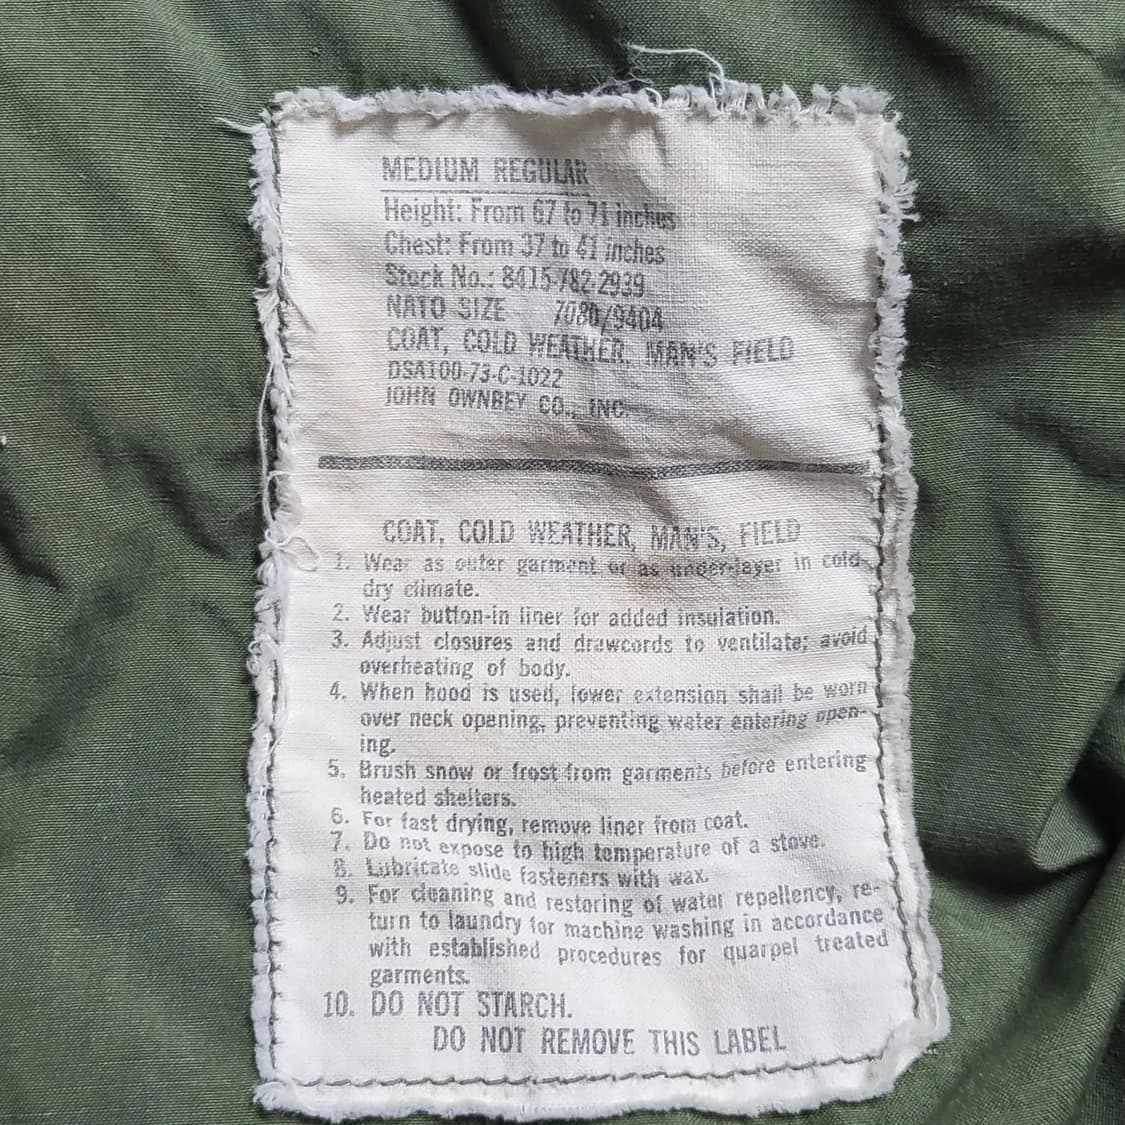 MEDIUM REGULAR
Height: From 67 to 71 inches
Chest: From 37 to 41 inches
Stock No.: 8415-782-2939
NATO SIZE 7080/9404
COAT, COLD WEATHER, MAN'S FIELD
DSA100-73-C-1022
JOHN OWNBEY CO., INC.
COAT, COLD WEATHER, MAN'S, FIELD
1. Wear as outer garment or as under-layer in cold-
dry climate.
2. Wear button-in liner for added insulation.
3. Adjust closures and drawcords to ventilate; avoid
overheating of body.
4. When hood is used, lower extension shall be worn
over neck opening, preventing water entering open-
ing.
5. Brush snow or frost from garments before entering
heated shelters.
6. For fast drying, remove liner from coat.
7. Do not expose to high temperature of a stove.
8. Lubricate slide fasteners with wax.
9. For cleaning and restoring of water repellency, re-
turn to laundry for machine washing in accordance
with established procedures for quarpel treated
garments.
10. DO NOT STARCH.
DO NOT REMOVE THIS LABEL